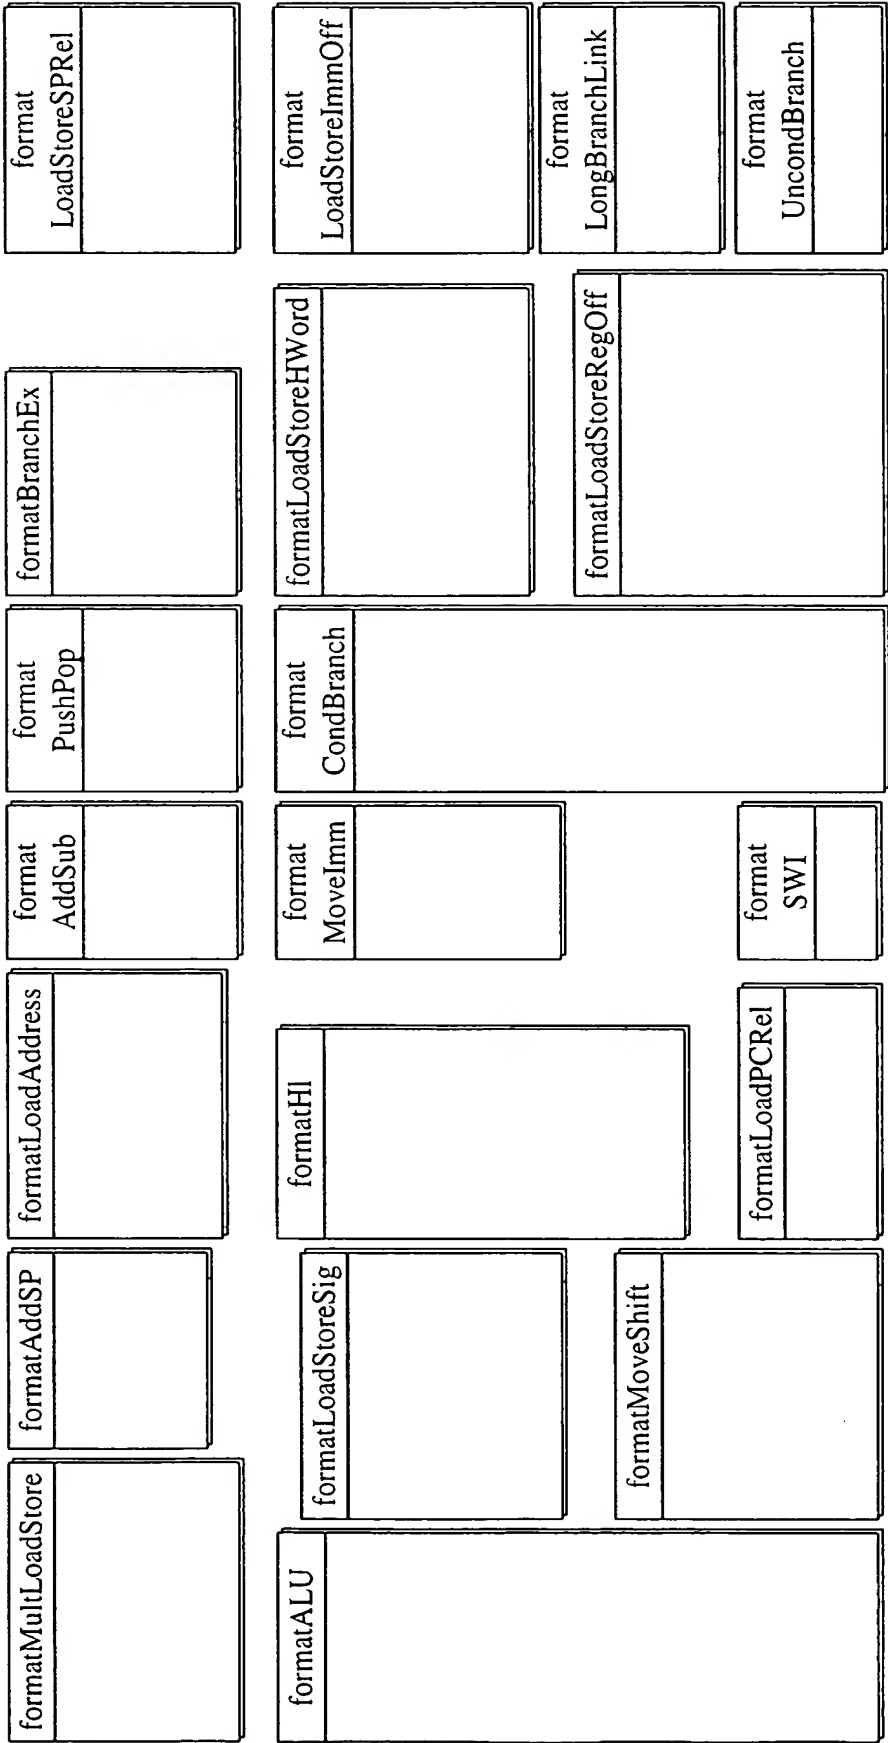 formatMultLoadStore
formatAddSP
formatLoadAddress
format
AddSub
format
PushPop
formatBranchEx
format
LoadStoreSPRel
formatALU
formatLoadStoreSig
formatHI
format
MoveImm
format
CondBranch
formatLoadStoreHWord
format
LoadStoreImmOff
formatMoveShift
formatLoadStoreRegOff
format
LongBranchLink
formatLoadPCRel
format
SWI
format
UncondBranch